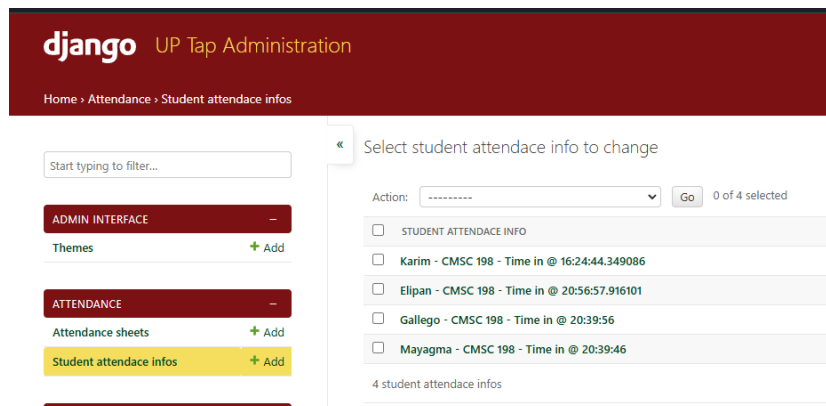 django UP Tap Administration
Home › Attendance › Student attendace infos
Start typing to filter...
ADMIN INTERFACE –
Themes + Add
ATTENDANCE –
Attendance sheets + Add
Student attendace infos + Add
«
Select student attendace info to change
Action: --------- Go 0 of 4 selected
STUDENT ATTENDACE INFO
Karim - CMSC 198 - Time in @ 16:24:44.349086
Elipan - CMSC 198 - Time in @ 20:56:57.916101
Gallego - CMSC 198 - Time in @ 20:39:56
Mayagma - CMSC 198 - Time in @ 20:39:46
4 student attendace infos